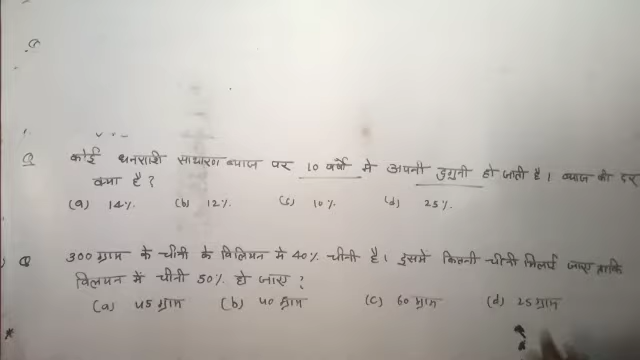 Q
Q कोई धनराशी साधारण ब्याज पर 10 वर्षो मे अपनी दुगुनी हो जाती है। ब्याज की दर
क्या है?
(a) 14%. (b) 12%. (c) 10%. (d) 25%.
Q 300 ग्राम के चीनी के विलियन मे 40% चीनी है। इसमें कितनी चीनी मिलाई जाए ताकि
विलयन में चीनी 50% हो जाए?
(a) 45 ग्राम (b) 40 ग्राम (c) 60 ग्राम (d) 25 ग्राम